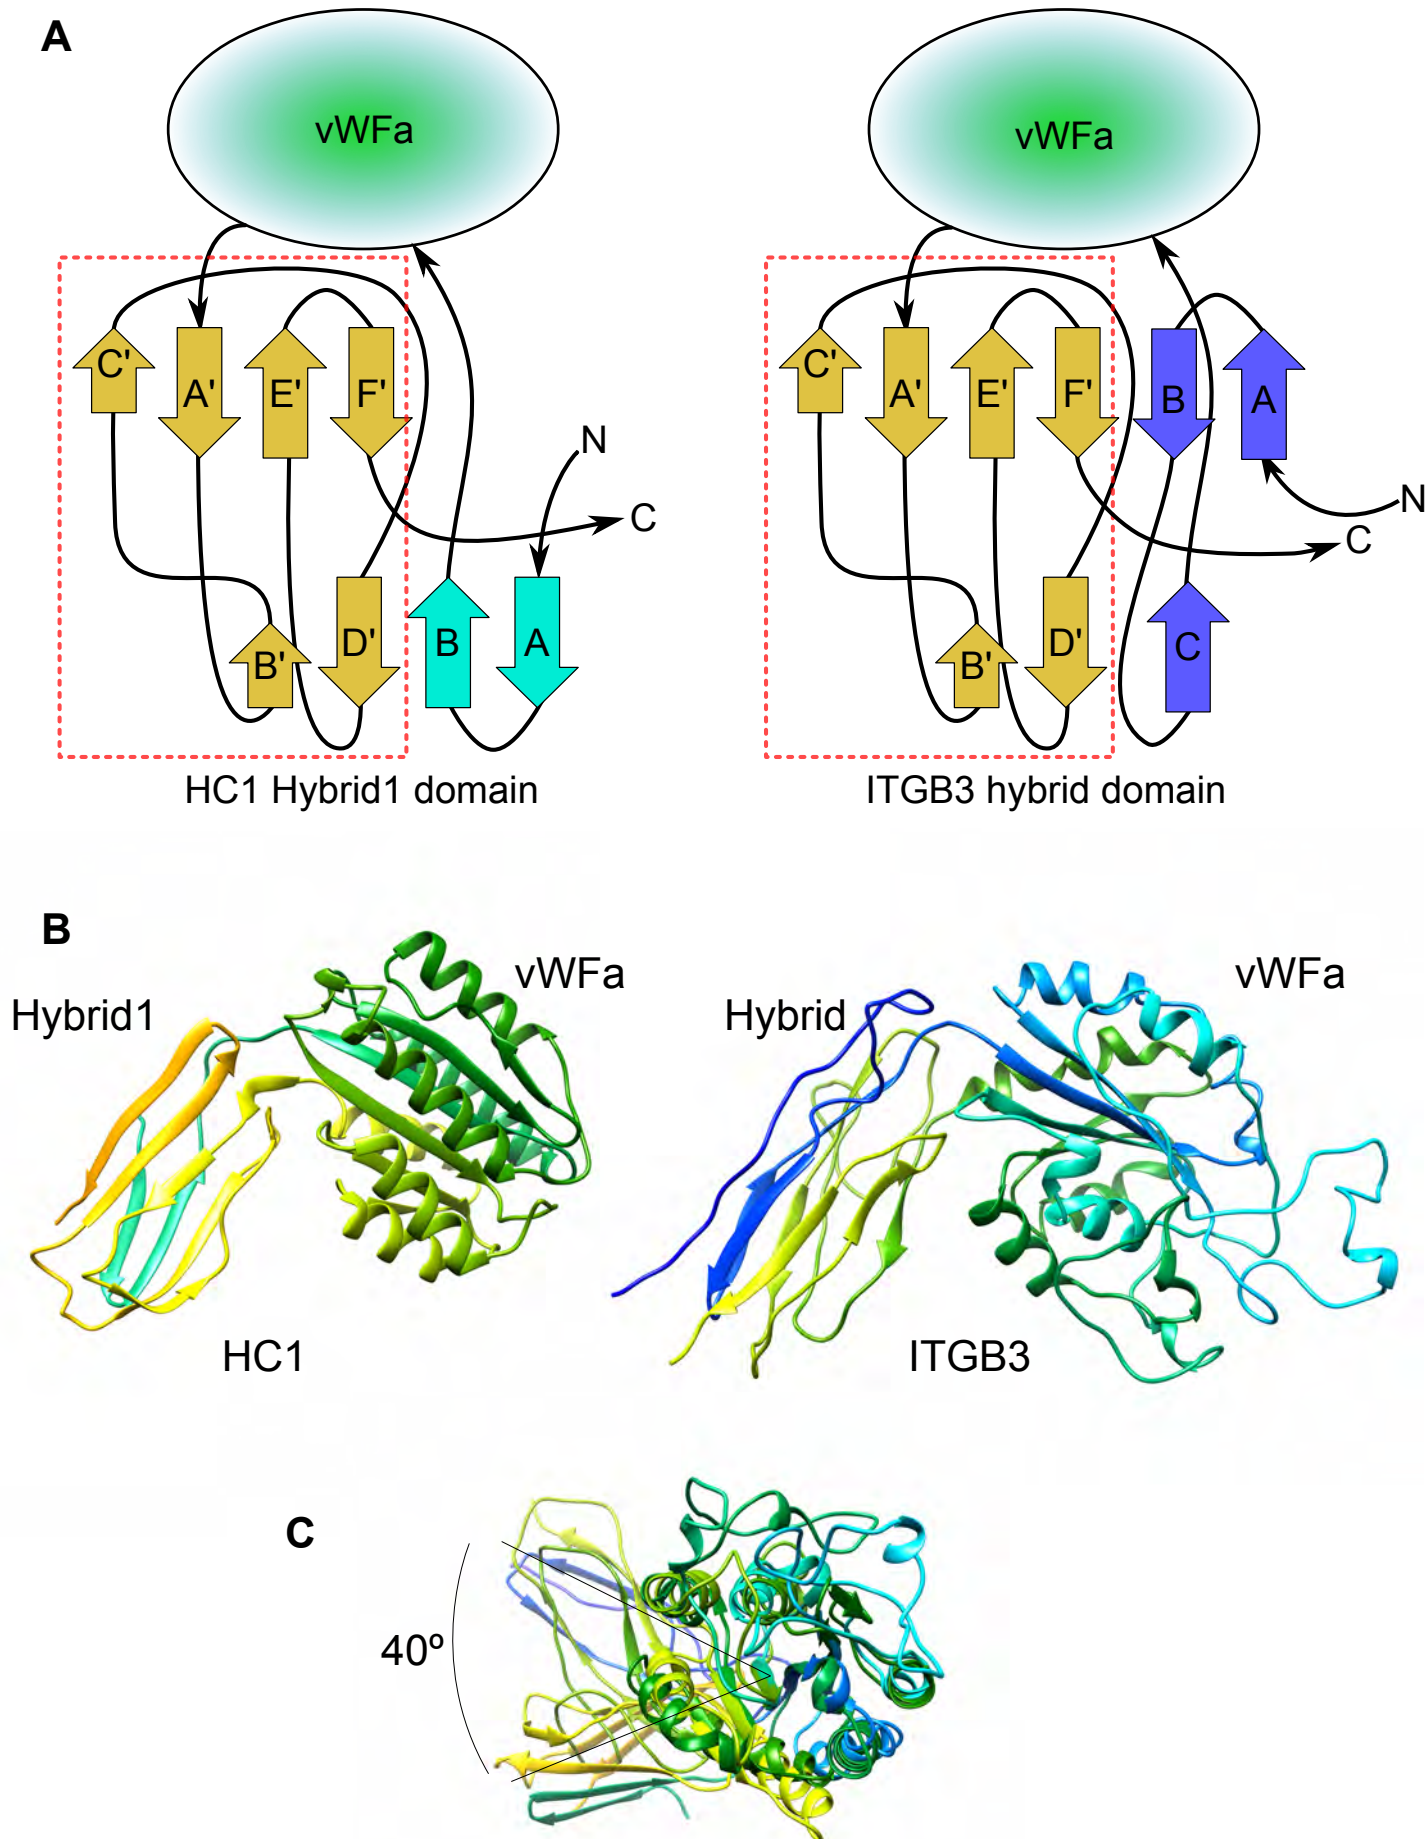 A
vWFa
vWFa
C'
A'
E'
F'
N
C
B'
D'
B
A
C'
A'
E'
F'
B
A
N
C
B'
D'
C
HC1 Hybrid1 domain
ITGB3 hybrid domain
B
Hybrid1
vWFa
Hybrid
vWFa
HC1
ITGB3
C
40º